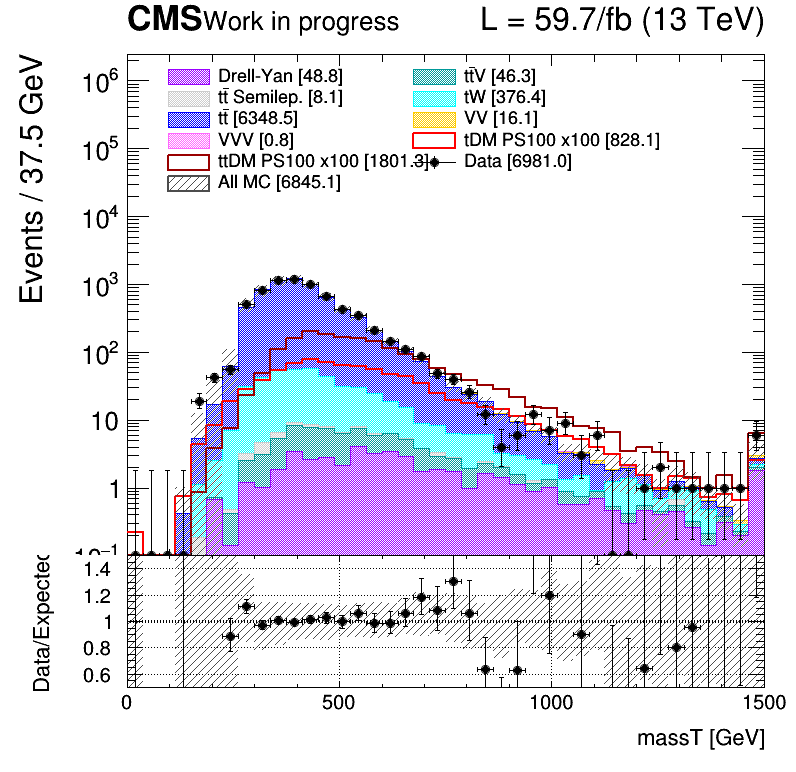 CMS Work in progress L = 59.7/fb (13 TeV)
Events / 37.5 GeV
Drell-Yan [48.8] tt̄V [46.3]
tt̄ Semilep. [8.1] tW [376.4]
tt̄ [6348.5] VV [16.1]
VVV [0.8] tDM PS100 x100 [828.1]
ttDM PS100 x100 [1801.3] Data [6981.0]
All MC [6845.1]
10⁶
10⁵
10⁴
10³
10²
10
1
10⁻¹
Data/Expected
1.4
1.2
1
0.8
0.6
0 500 1000 1500
massT [GeV]